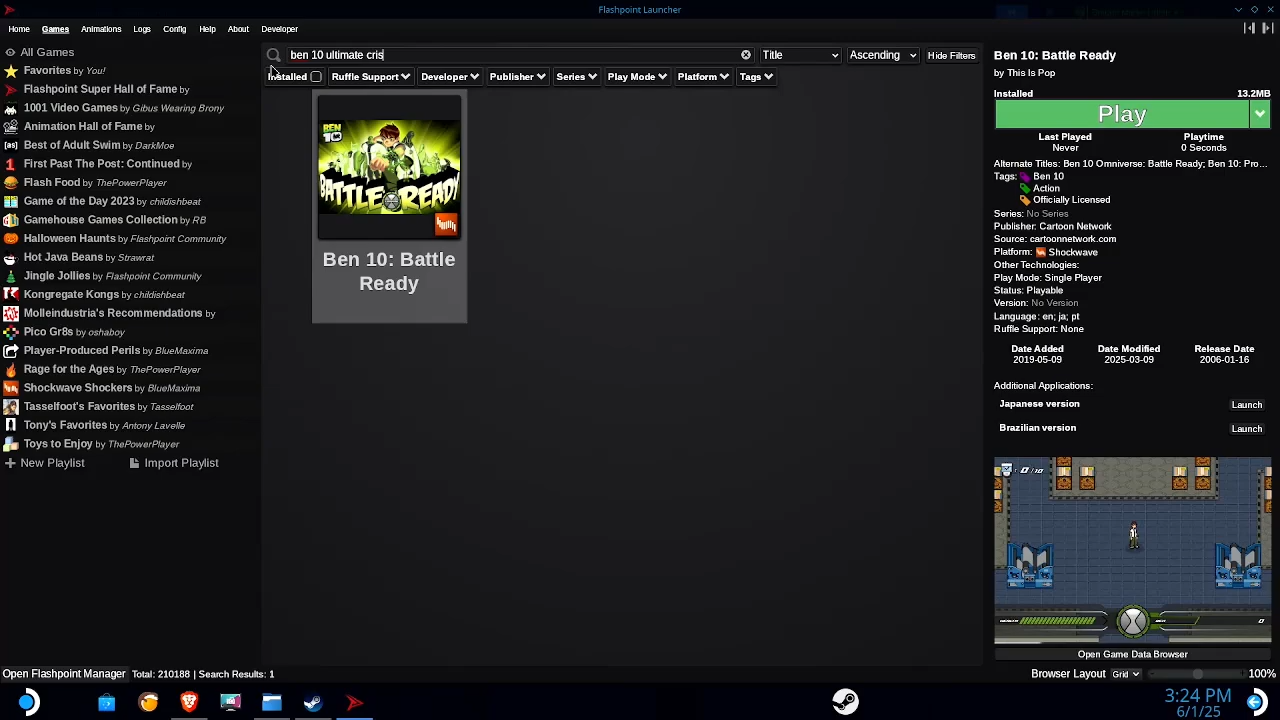 Flashpoint Launcher
Home Games Animations Logs Config Help About Developer
All Games
Favorites by You!
Flashpoint Super Hall of Fame by
1001 Video Games by Gibus Wearing Brony
Animation Hall of Fame by
Best of Adult Swim by DarkMoe
First Past The Post: Continued by
Flash Food by ThePowerPlayer
Game of the Day 2023 by childishbeat
Gamehouse Games Collection by RB
Halloween Haunts by Flashpoint Community
Hot Java Beans by Strawrat
Jingle Jollies by Flashpoint Community
Kongregate Kongs by childishbeat
Molleindustria's Recommendations by
Pico Gr8s by oshaboy
Player-Produced Perils by BlueMaxima
Rage for the Ages by ThePowerPlayer
Shockwave Shockers by BlueMaxima
Tasselfoot's Favorites by Tasselfoot
Tony's Favorites by Antony Lavelle
Toys to Enjoy by ThePowerPlayer
New Playlist Import Playlist
ben 10 ultimate cris Title Ascending Hide Filters
Installed Ruffle Support Developer Publisher Series Play Mode Platform Tags
BEN
10
BATTLE READY
Ben 10: Battle
Ready
Ben 10: Battle Ready
by This Is Pop
Installed 13.2MB
Play
Last Played Playtime
Never 0 Seconds
Alternate Titles: Ben 10 Omniverse: Battle Ready; Ben 10: Pro...
Tags: Ben 10
Action
Officially Licensed
Series: No Series
Publisher: Cartoon Network
Source: cartoonnetwork.com
Platform: Shockwave
Other Technologies:
Play Mode: Single Player
Status: Playable
Version: No Version
Language: en; ja; pt
Ruffle Support: None
Date Added Date Modified Release Date
2019-05-09 2025-03-09 2006-01-16
Additional Applications:
Japanese version Launch
Brazilian version Launch
: 0 / 10
0
Open Game Data Browser
Open Flashpoint Manager Total: 210188 | Search Results: 1 Browser Layout Grid 100%
3:24 PM
6/1/25